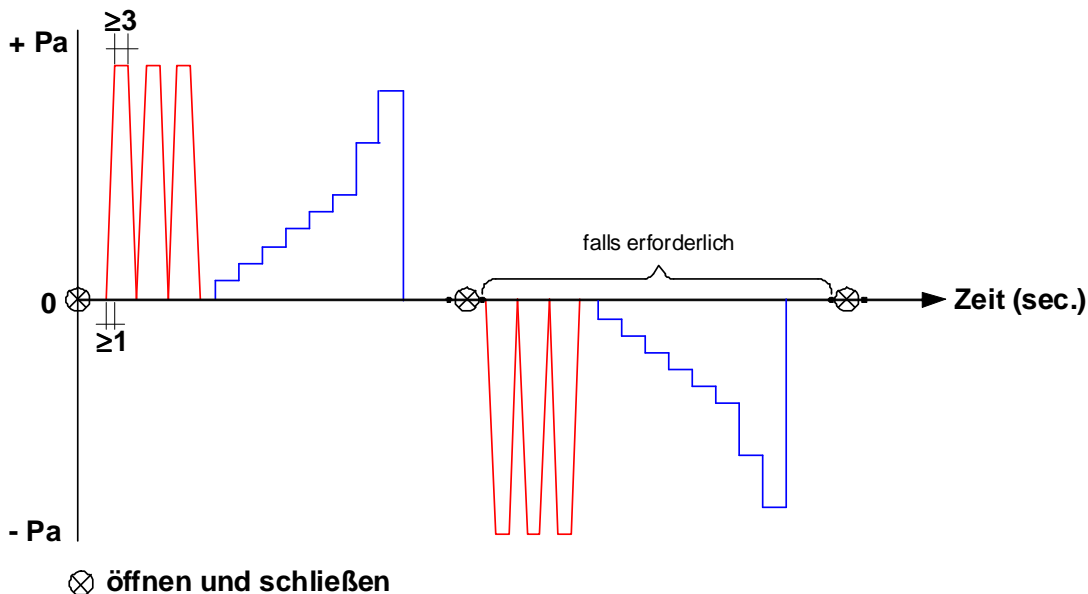 ≥3
+ Pa
falls erforderlich
0
Zeit (sec.)
≥1
- Pa
öffnen und schließen